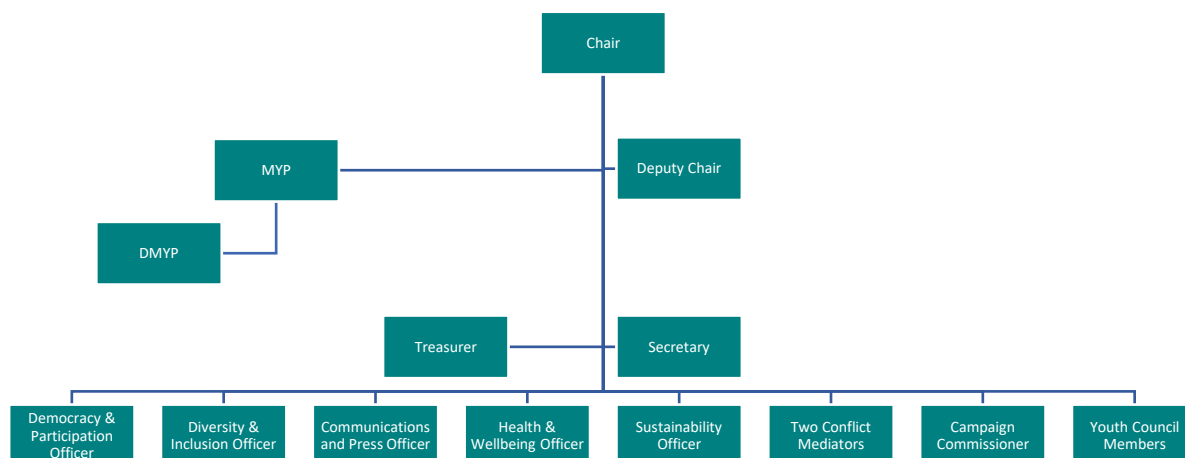 Chair
MYP
Deputy Chair
DMYP
Treasurer
Secretary
Democracy &
Participation
Officer
Diversity &
Inclusion Officer
Communications
and Press Officer
Health &
Wellbeing Officer
Sustainability
Officer
Two Conflict
Mediators
Campaign
Commissioner
Youth Council
Members